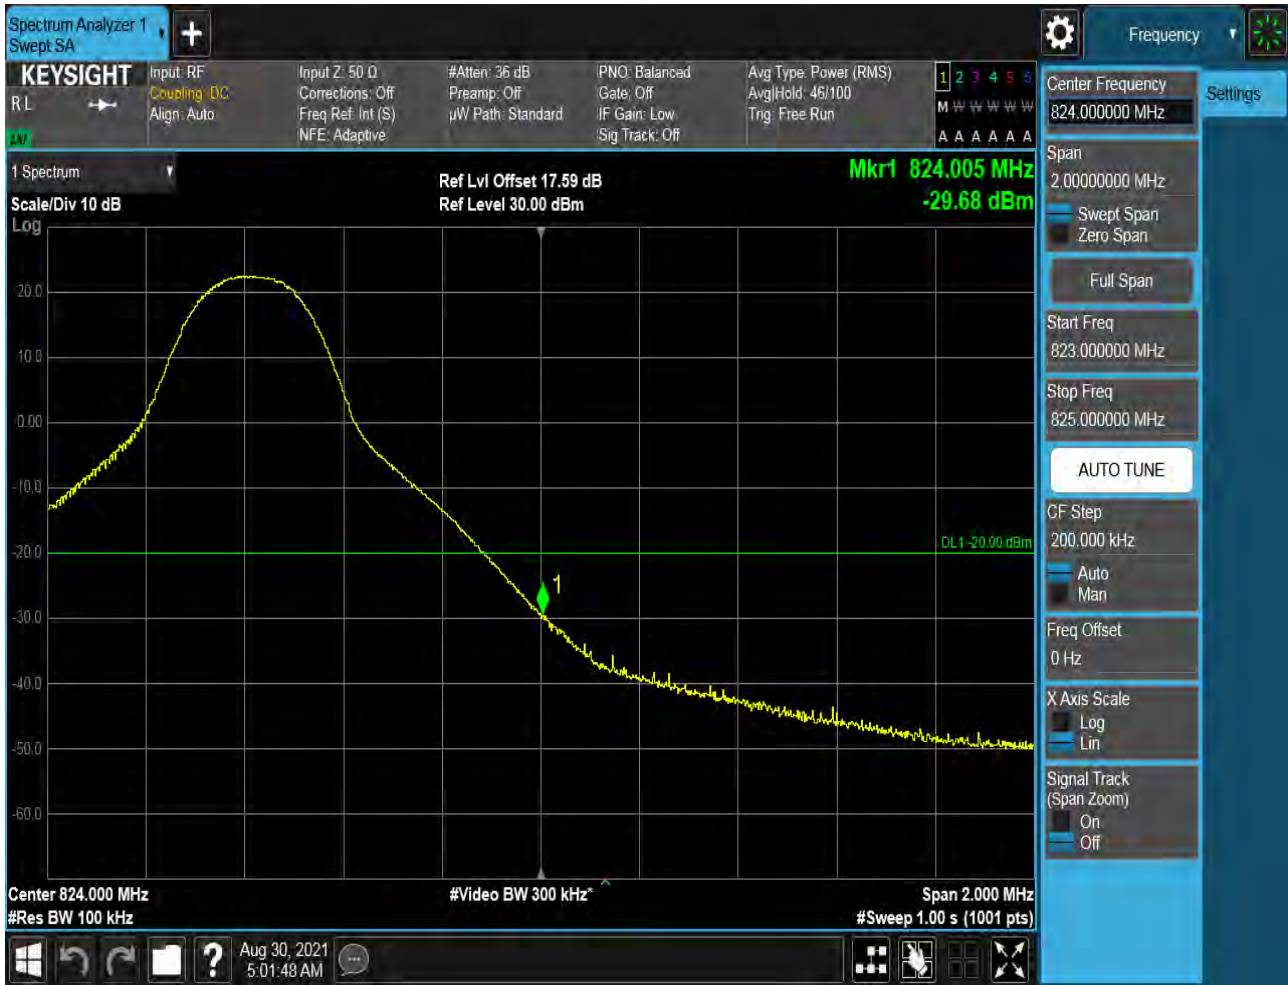 Spectrum Analyzer 1
Swept SA
Frequency
KEYSIGHT
R L
LXI
Input: RF
Coupling: DC
Align: Auto
Input Z: 50 Ω
Corrections: Off
Freq Ref: Int (S)
NFE: Adaptive
#Atten: 36 dB
Preamp: Off
µW Path: Standard
PNO: Balanced
Gate: Off
IF Gain: Low
Sig Track: Off
Avg Type: Power (RMS)
Avg|Hold: 46/100
Trig: Free Run
1 2 3 4 5 6
M W W W W W
A A A A A A
1 Spectrum
Scale/Div 10 dB
Log
Ref Lvl Offset 17.59 dB
Ref Level 30.00 dBm
Mkr1 824.005 MHz
-29.68 dBm
20.0
10.0
0.00
-10.0
-20.0
-30.0
-40.0
-50.0
-60.0
DL1 -20.00 dBm
1
Center 824.000 MHz
#Res BW 100 kHz
#Video BW 300 kHz*
Span 2.000 MHz
#Sweep 1.00 s (1001 pts)
Center Frequency
824.000000 MHz
Settings
Span
2.00000000 MHz
Swept Span
Zero Span
Full Span
Start Freq
823.000000 MHz
Stop Freq
825.000000 MHz
AUTO TUNE
CF Step
200.000 kHz
Auto
Man
Freq Offset
0 Hz
X Axis Scale
Log
Lin
Signal Track
(Span Zoom)
On
Off
?
Aug 30, 2021
5:01:48 AM